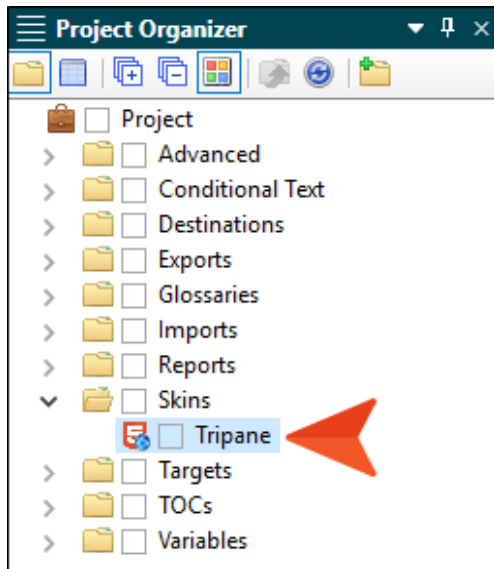 Project Organizer
Project
Advanced
Conditional Text
Destinations
Exports
Glossaries
Imports
Reports
Skins
Tripane
Targets
TOCs
Variables